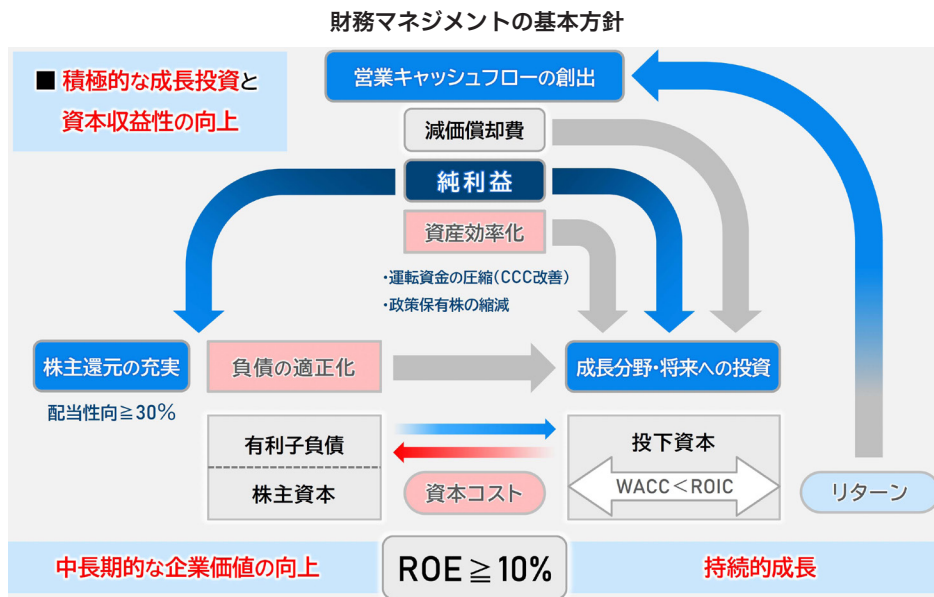 財務マネジメントの基本方針
■ 積極的な成長投資と
資本収益性の向上
営業キャッシュフローの創出
減価償却費
純利益
資産効率化
・運転資金の圧縮(CCC改善)
・政策保有株の縮減
株主還元の充実
負債の適正化
成長分野・将来への投資
配当性向≧30%
有利子負債
株主資本
資本コスト
投下資本
WACC<ROIC
リターン
中長期的な企業価値の向上
ROE≧10%
持続的成長